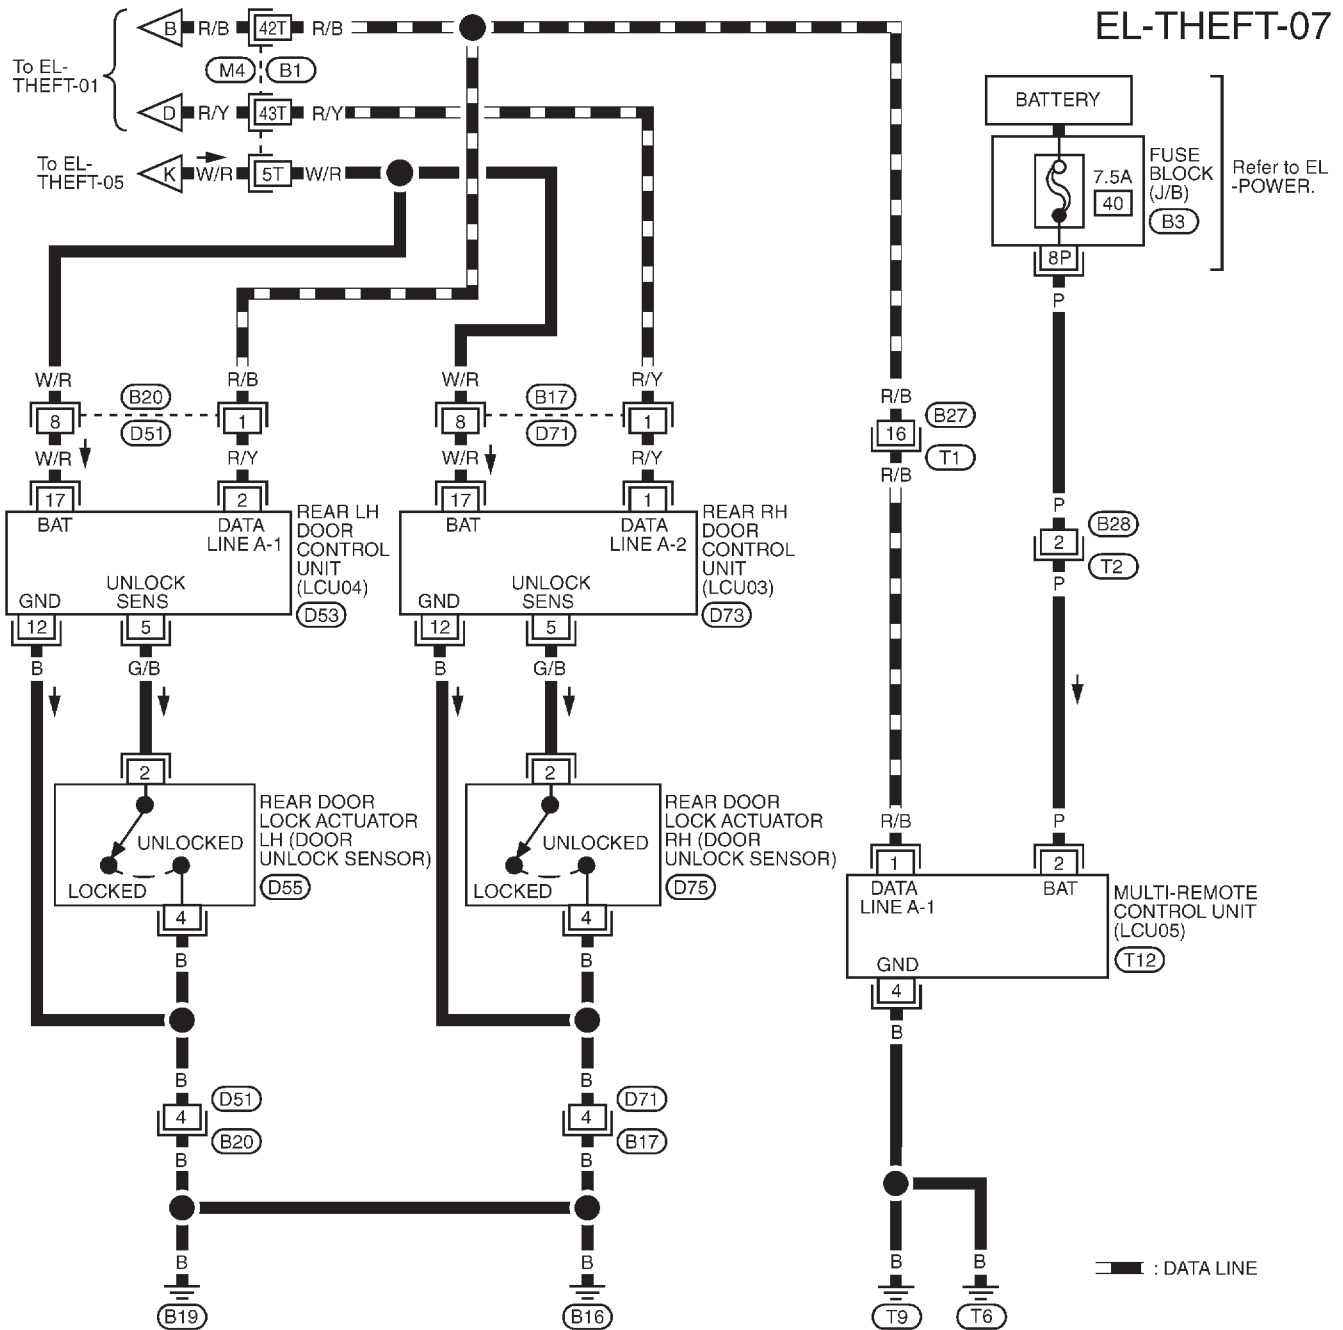 EL-THEFT-07
B R/B 42T R/B
M4 B1
To EL-
THEFT-01
D R/Y 43T R/Y
To EL-
THEFT-05
K W/R 5T W/R
BATTERY
7.5A
40
FUSE
BLOCK
(J/B)
B3
Refer to EL
-POWER.
8P
P
W/R
R/B
W/R
R/Y
R/B
8
B20
D51
1
8
B17
D71
1
16
B27
T1
W/R
R/Y
W/R
R/Y
R/B
P
2
B28
T2
P
17
2
BAT
DATA
LINE A-1
UNLOCK
SENS
GND
12
5
REAR LH
DOOR
CONTROL
UNIT
(LCU04)
D53
17
1
BAT
DATA
LINE A-2
UNLOCK
SENS
GND
12
5
REAR RH
DOOR
CONTROL
UNIT
(LCU03)
D73
B
G/B
B
G/B
2
UNLOCKED
LOCKED
4
REAR DOOR
LOCK ACTUATOR
LH (DOOR
UNLOCK SENSOR)
D55
2
UNLOCKED
LOCKED
4
REAR DOOR
LOCK ACTUATOR
RH (DOOR
UNLOCK SENSOR)
D75
R/B
P
1
2
DATA
LINE A-1
BAT
GND
4
MULTI-REMOTE
CONTROL UNIT
(LCU05)
T12
B
B
B
B
B
4
D51
B20
4
D71
B17
B
B
B
B
B
B
B19
B16
T9
T6
: DATA LINE